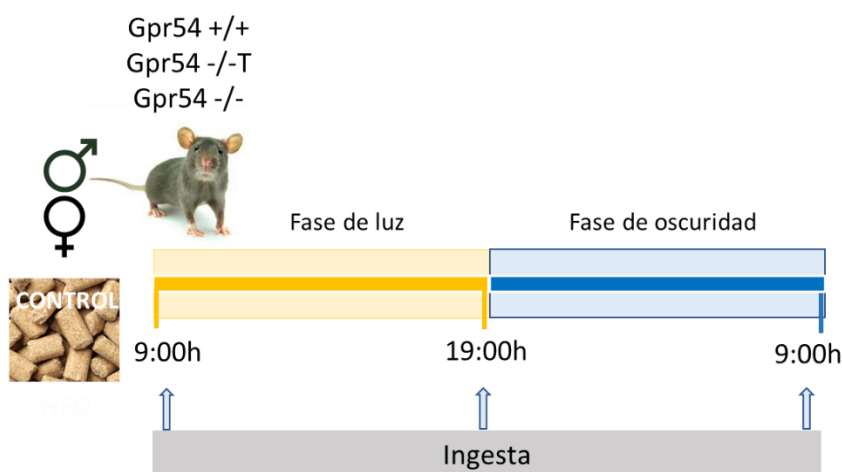 Gpr54 +/+
Gpr54 -/-T
Gpr54 -/-
Fase de luz
Fase de oscuridad
CONTROL
9:00h
19:00h
9:00h
Ingesta